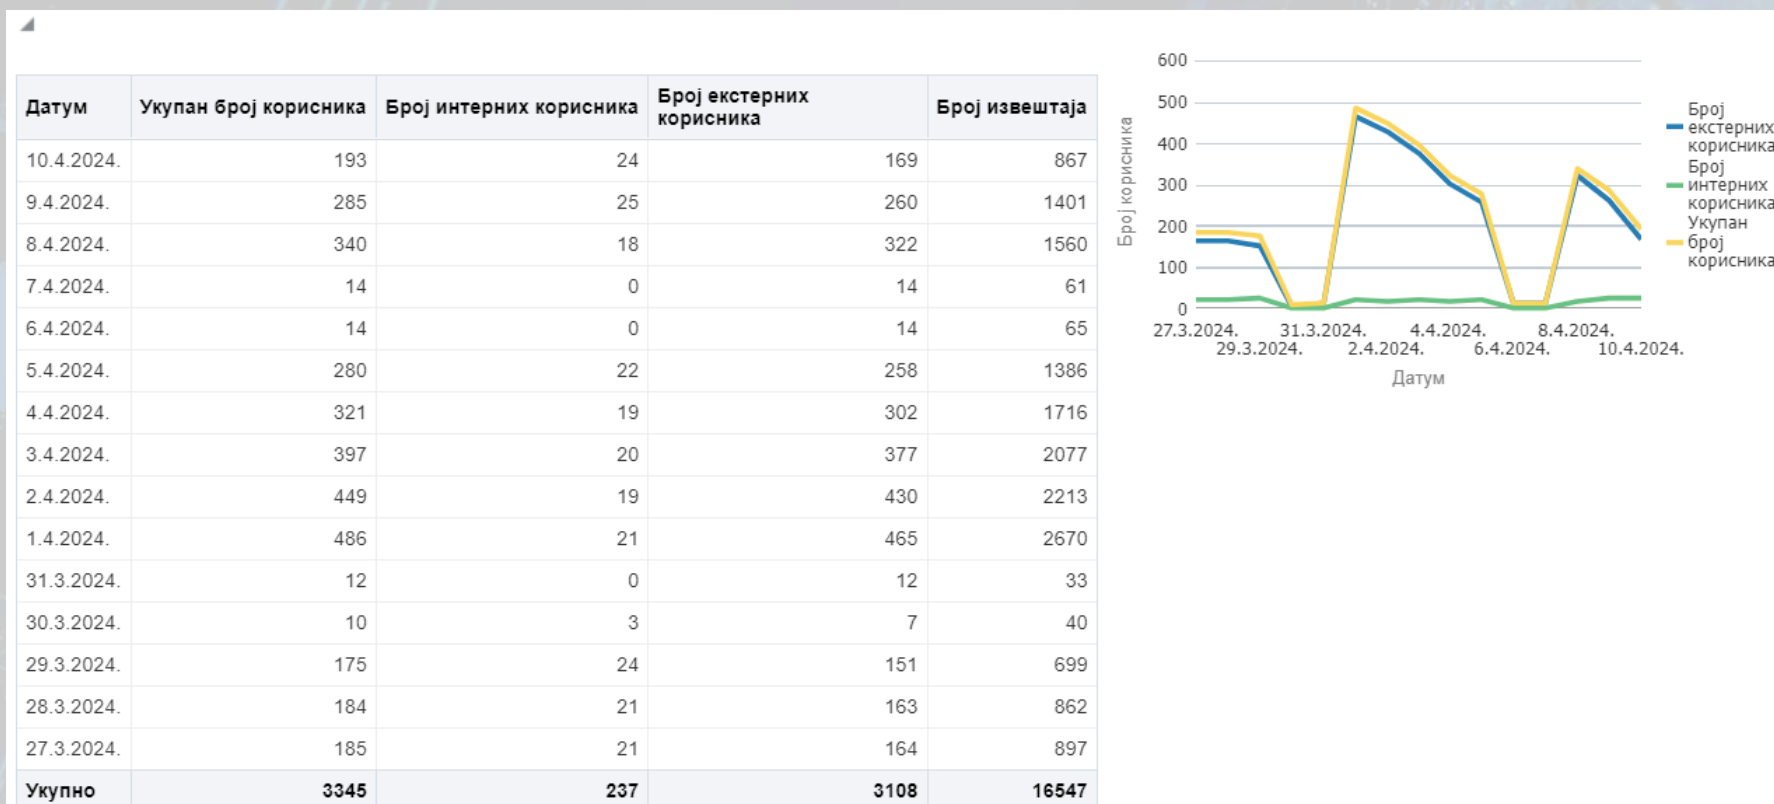 Датум Укупан број корисника Број интерних корисника Број екстерних корисника Број извештаја
10.4.2024. 193 24 169 867
9.4.2024. 285 25 260 1401
8.4.2024. 340 18 322 1560
7.4.2024. 14 0 14 61
6.4.2024. 14 0 14 65
5.4.2024. 280 22 258 1386
4.4.2024. 321 19 302 1716
3.4.2024. 397 20 377 2077
2.4.2024. 449 19 430 2213
1.4.2024. 486 21 465 2670
31.3.2024. 12 0 12 33
30.3.2024. 10 3 7 40
29.3.2024. 175 24 151 699
28.3.2024. 184 21 163 862
27.3.2024. 185 21 164 897
Укупно 3345 237 3108 16547
Број корисника
600
500
400
300
200
100
0
27.3.2024. 31.3.2024. 4.4.2024. 8.4.2024.
29.3.2024. 2.4.2024. 6.4.2024. 10.4.2024.
Датум
Број
екстерних
корисника
Број
интерних
корисника
Укупан
број
корисника